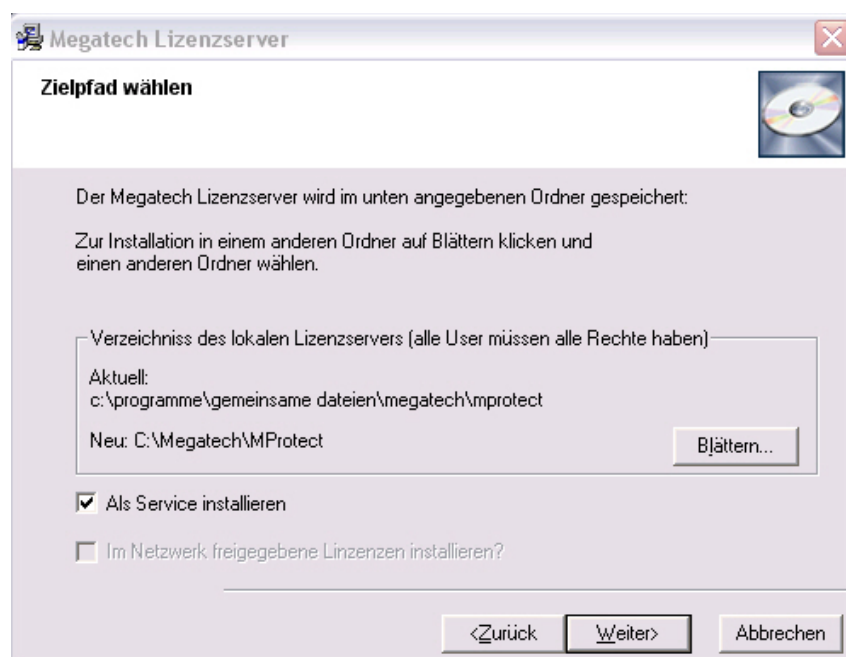 Megatech Lizenzserver
Zielpfad wählen
Der Megatech Lizenzserver wird im unten angegebenen Ordner gespeichert:
Zur Installation in einem anderen Ordner auf Blättern klicken und
einen anderen Ordner wählen.
Verzeichniss des lokalen Lizenzservers (alle User müssen alle Rechte haben)
Aktuell:
c:\programme\gemeinsame dateien\megatech\mprotect
Neu: C:\Megatech\MProtect
Blättern...
Als Service installieren
Im Netzwerk freigegebene Linzenzen installieren?
<Zurück Weiter> Abbrechen